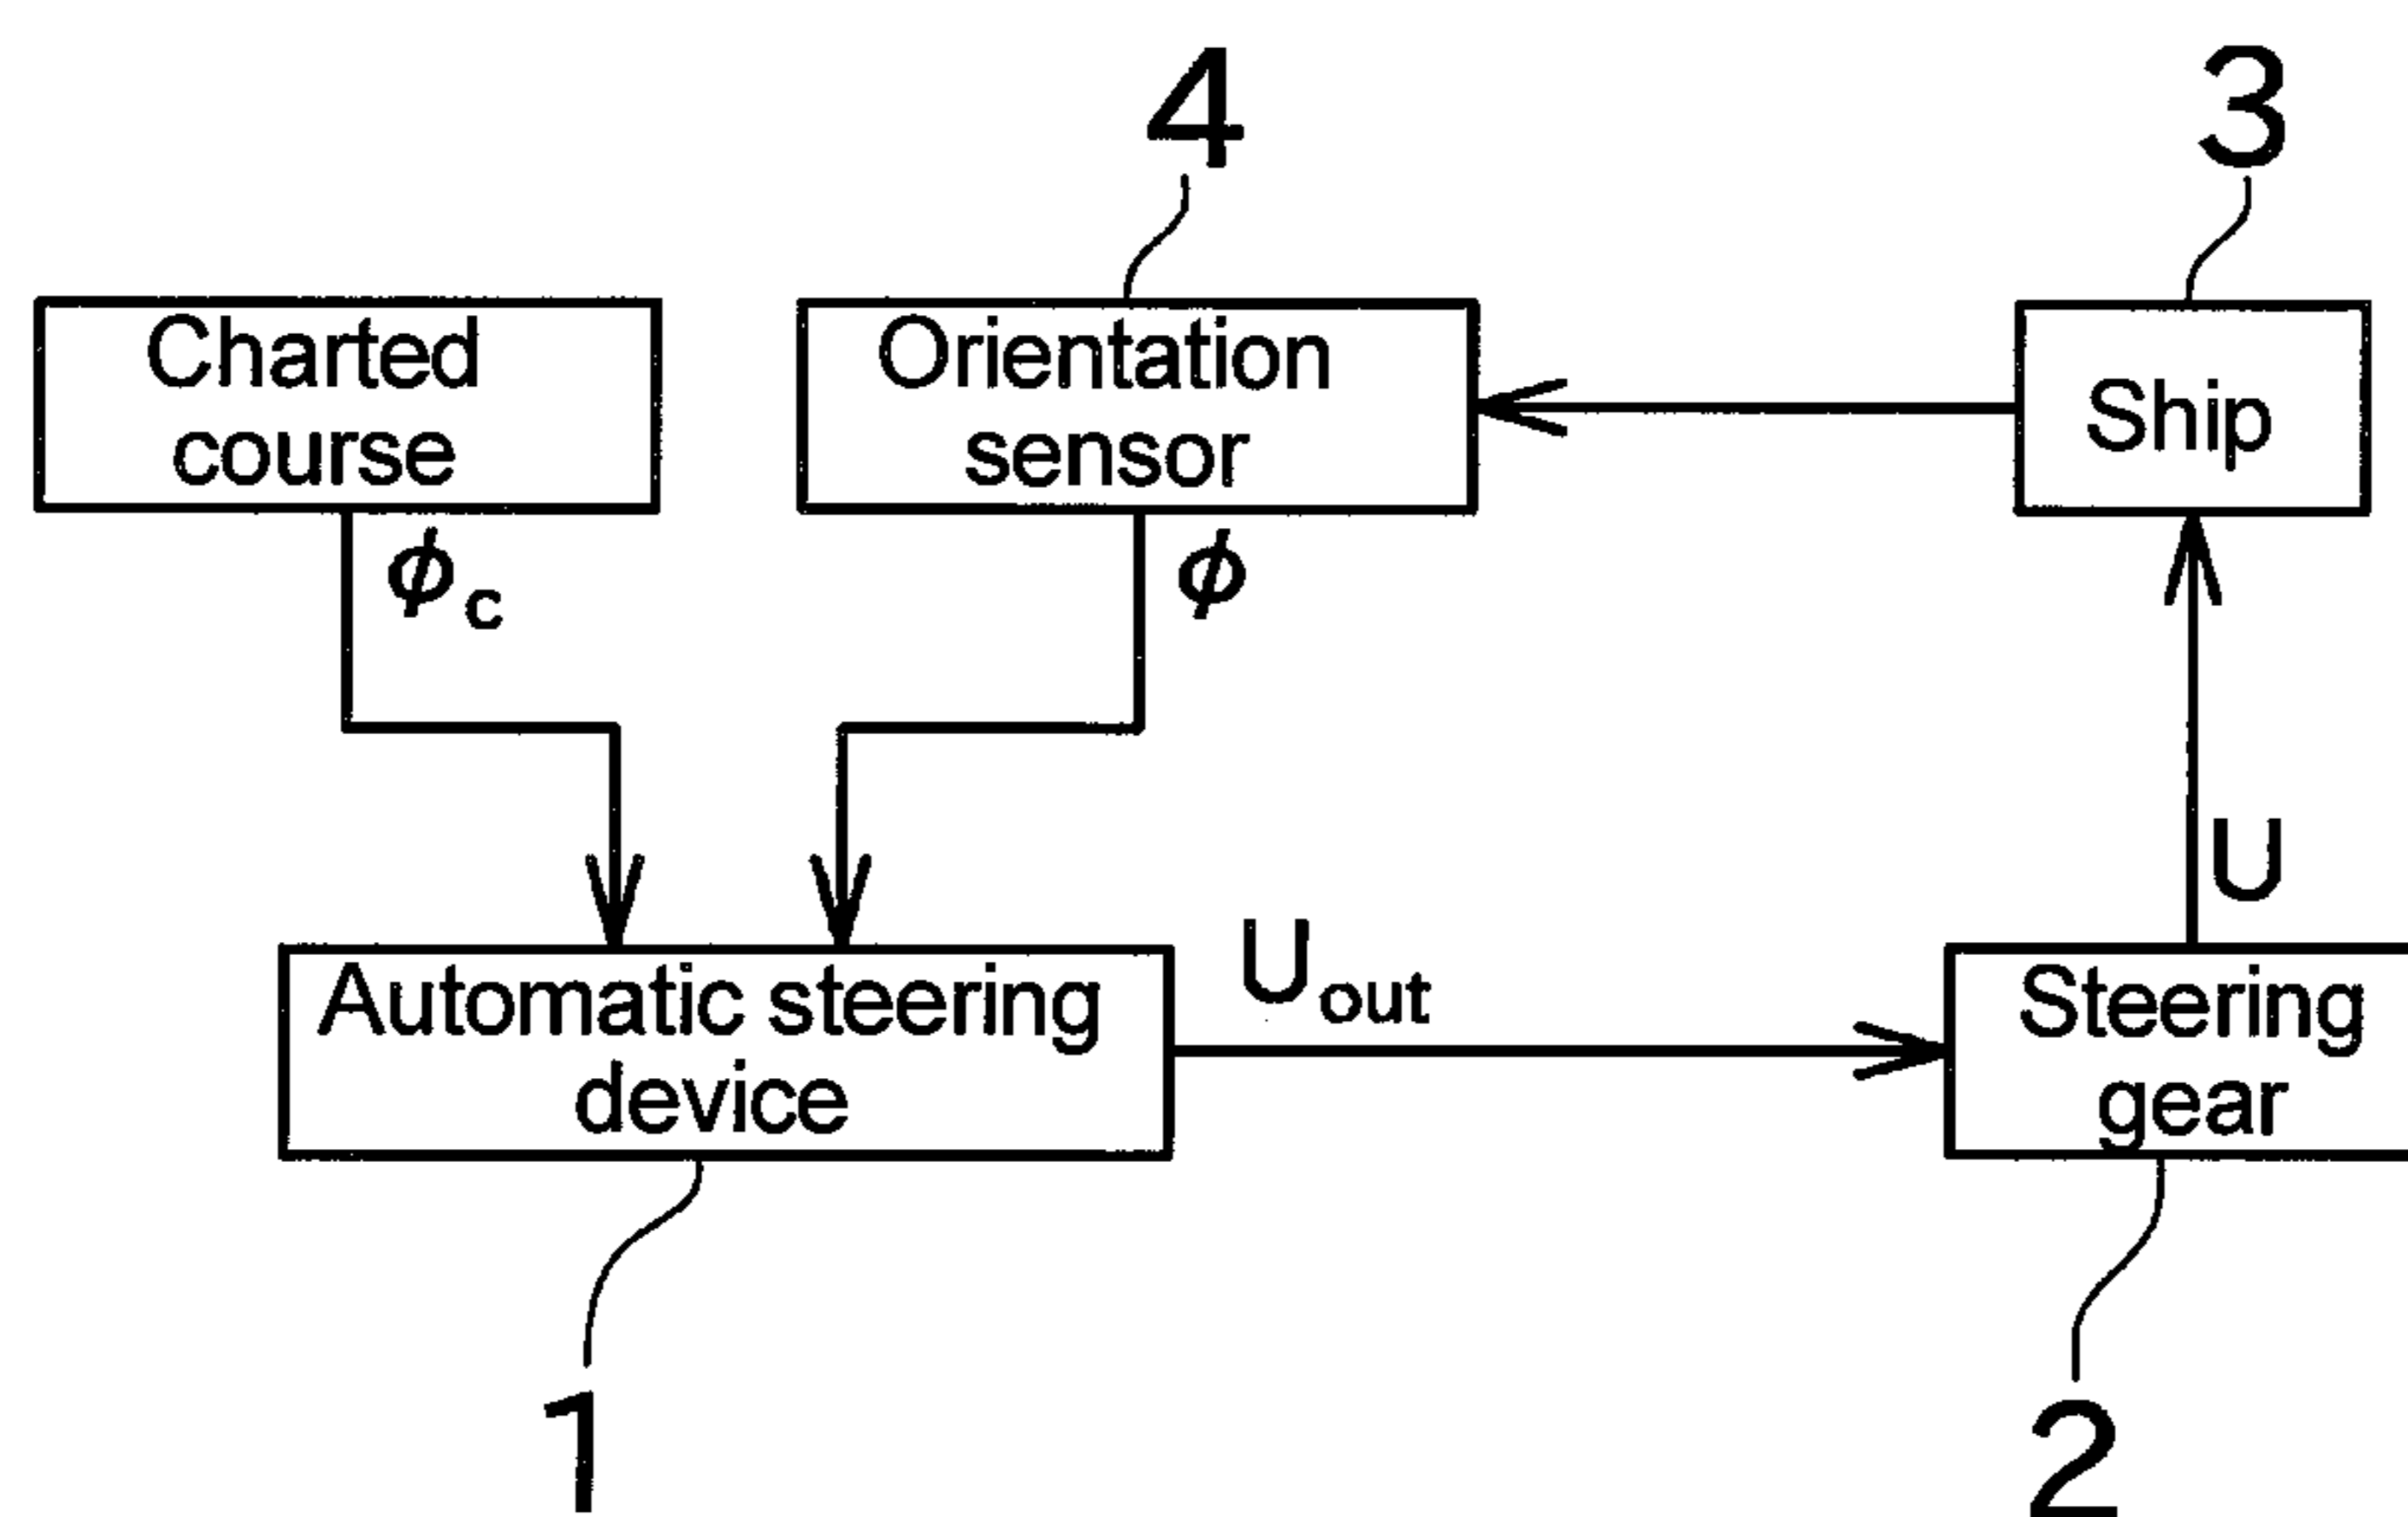 4
3
Charted
course
Orientation
sensor
Ship
ϕc
ϕ
U
Uout
Automatic steering
device
Steering
gear
1
2